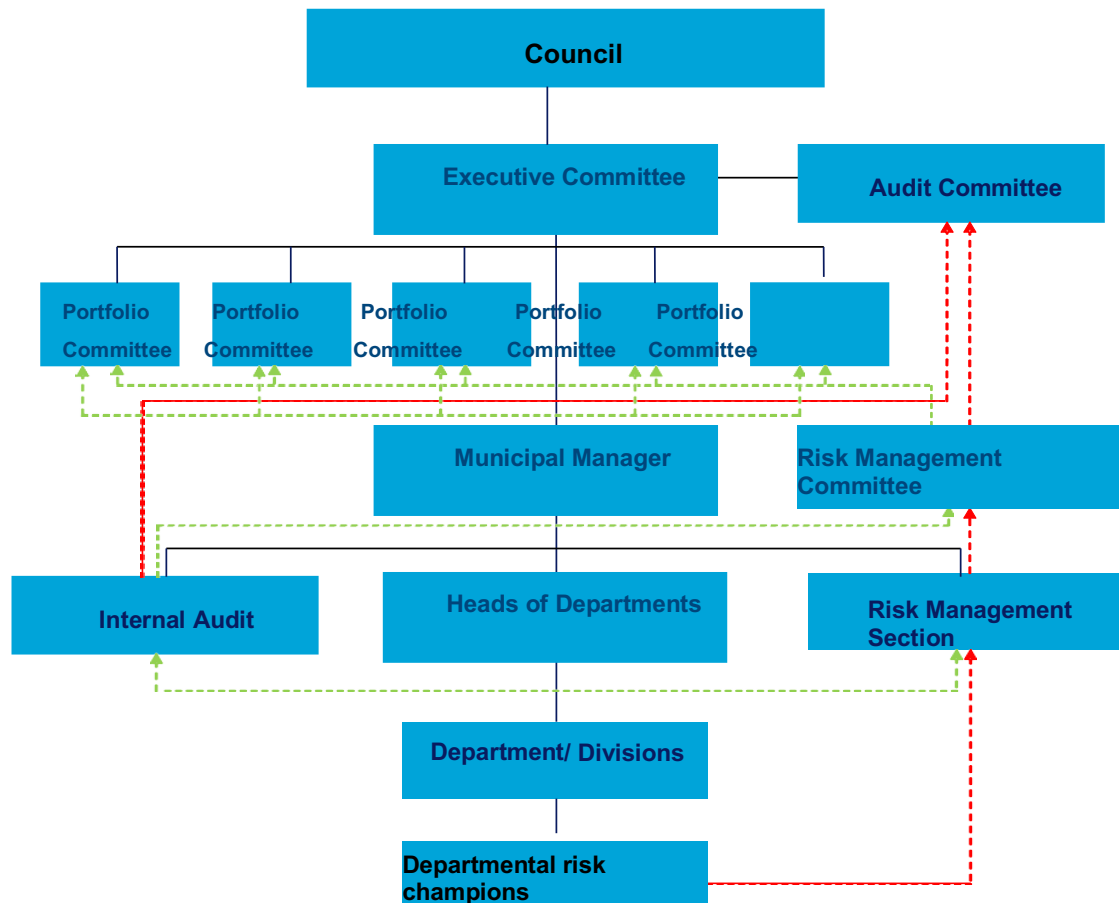 Council
Executive Committee
Audit Committee
Portfolio Portfolio Portfolio Portfolio Portfolio
Committee Committee Committee Committee Committee
Municipal Manager
Risk Management
Committee
Internal Audit
Heads of Departments
Risk Management
Section
Department/ Divisions
Departmental risk
champions